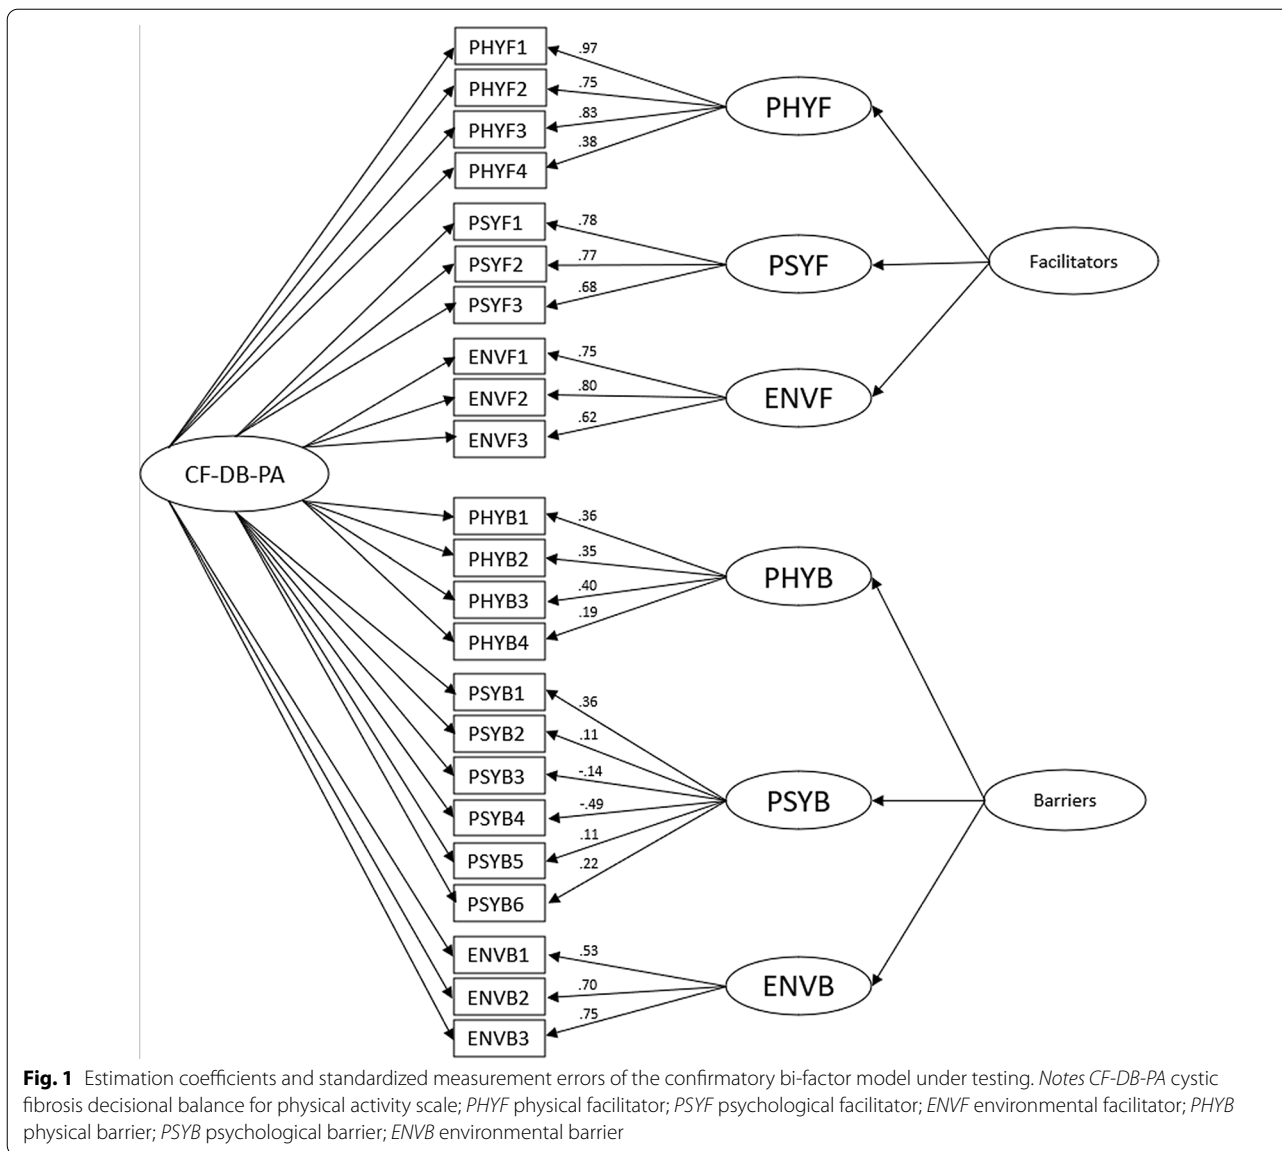 PHYF1
.97
PHYF2
.75
PHYF3
.83
PHYF4
.38
PHYF
PSYF1
.78
PSYF2
.77
PSYF3
.68
PSYF
Facilitators
ENVF1
.75
ENVF2
.80
ENVF3
.62
ENVF
CF-DB-PA
PHYB1
.36
PHYB2
.35
PHYB3
.40
PHYB4
.19
PHYB
PSYB1
.36
PSYB2
.11
PSYB3
-.14
PSYB4
-.49
PSYB5
.11
PSYB6
.22
PSYB
Barriers
ENVB1
.53
ENVB2
.70
ENVB3
.75
ENVB
Fig. 1 Estimation coefficients and standardized measurement errors of the confirmatory bi-factor model under testing. Notes CF-DB-PA cystic
fibrosis decisional balance for physical activity scale; PHYF physical facilitator; PSYF psychological facilitator; ENVF environmental facilitator; PHYB
physical barrier; PSYB psychological barrier; ENVB environmental barrier